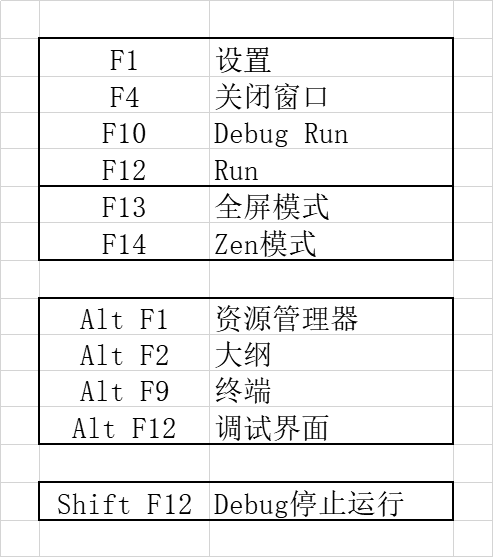 F1 设置
F4 关闭窗口
F10 Debug Run
F12 Run
F13 全屏模式
F14 Zen模式
Alt F1 资源管理器
Alt F2 大纲
Alt F9 终端
Alt F12 调试界面
Shift F12 Debug停止运行